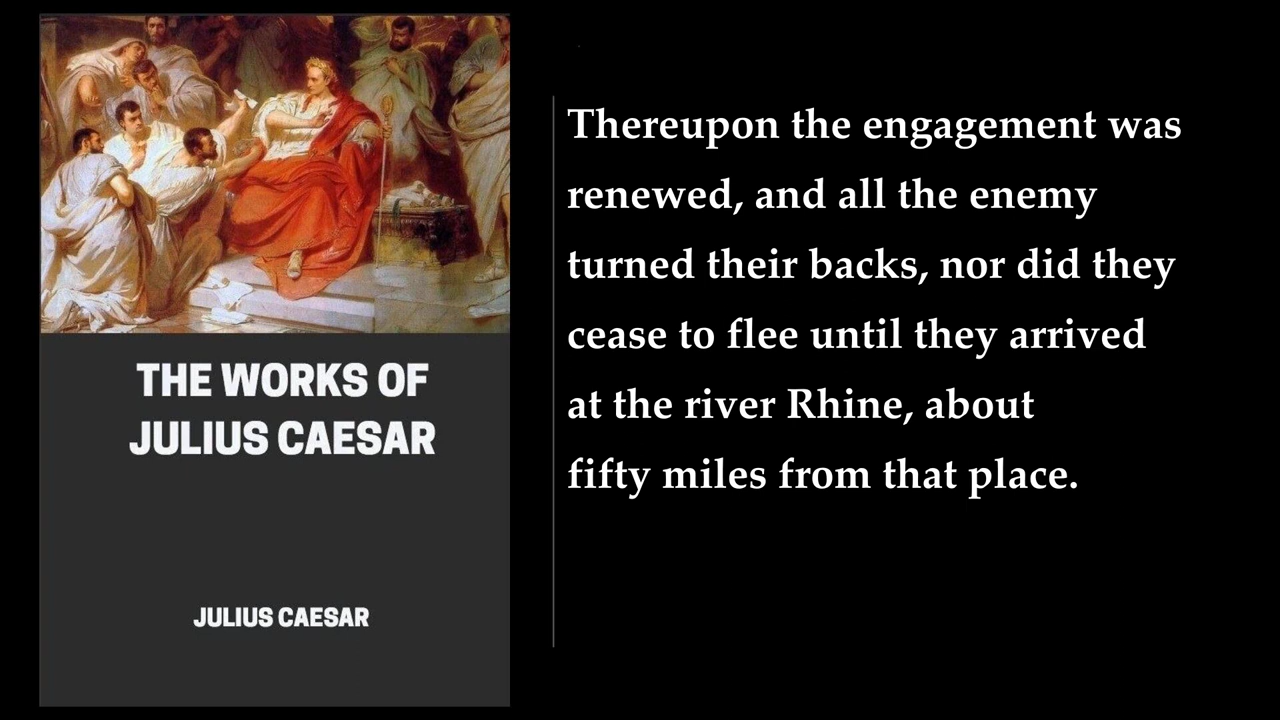 THE WORKS OF
JULIUS CAESAR
JULIUS CAESAR
Thereupon the engagement was
renewed, and all the enemy
turned their backs, nor did they
cease to flee until they arrived
at the river Rhine, about
fifty miles from that place.